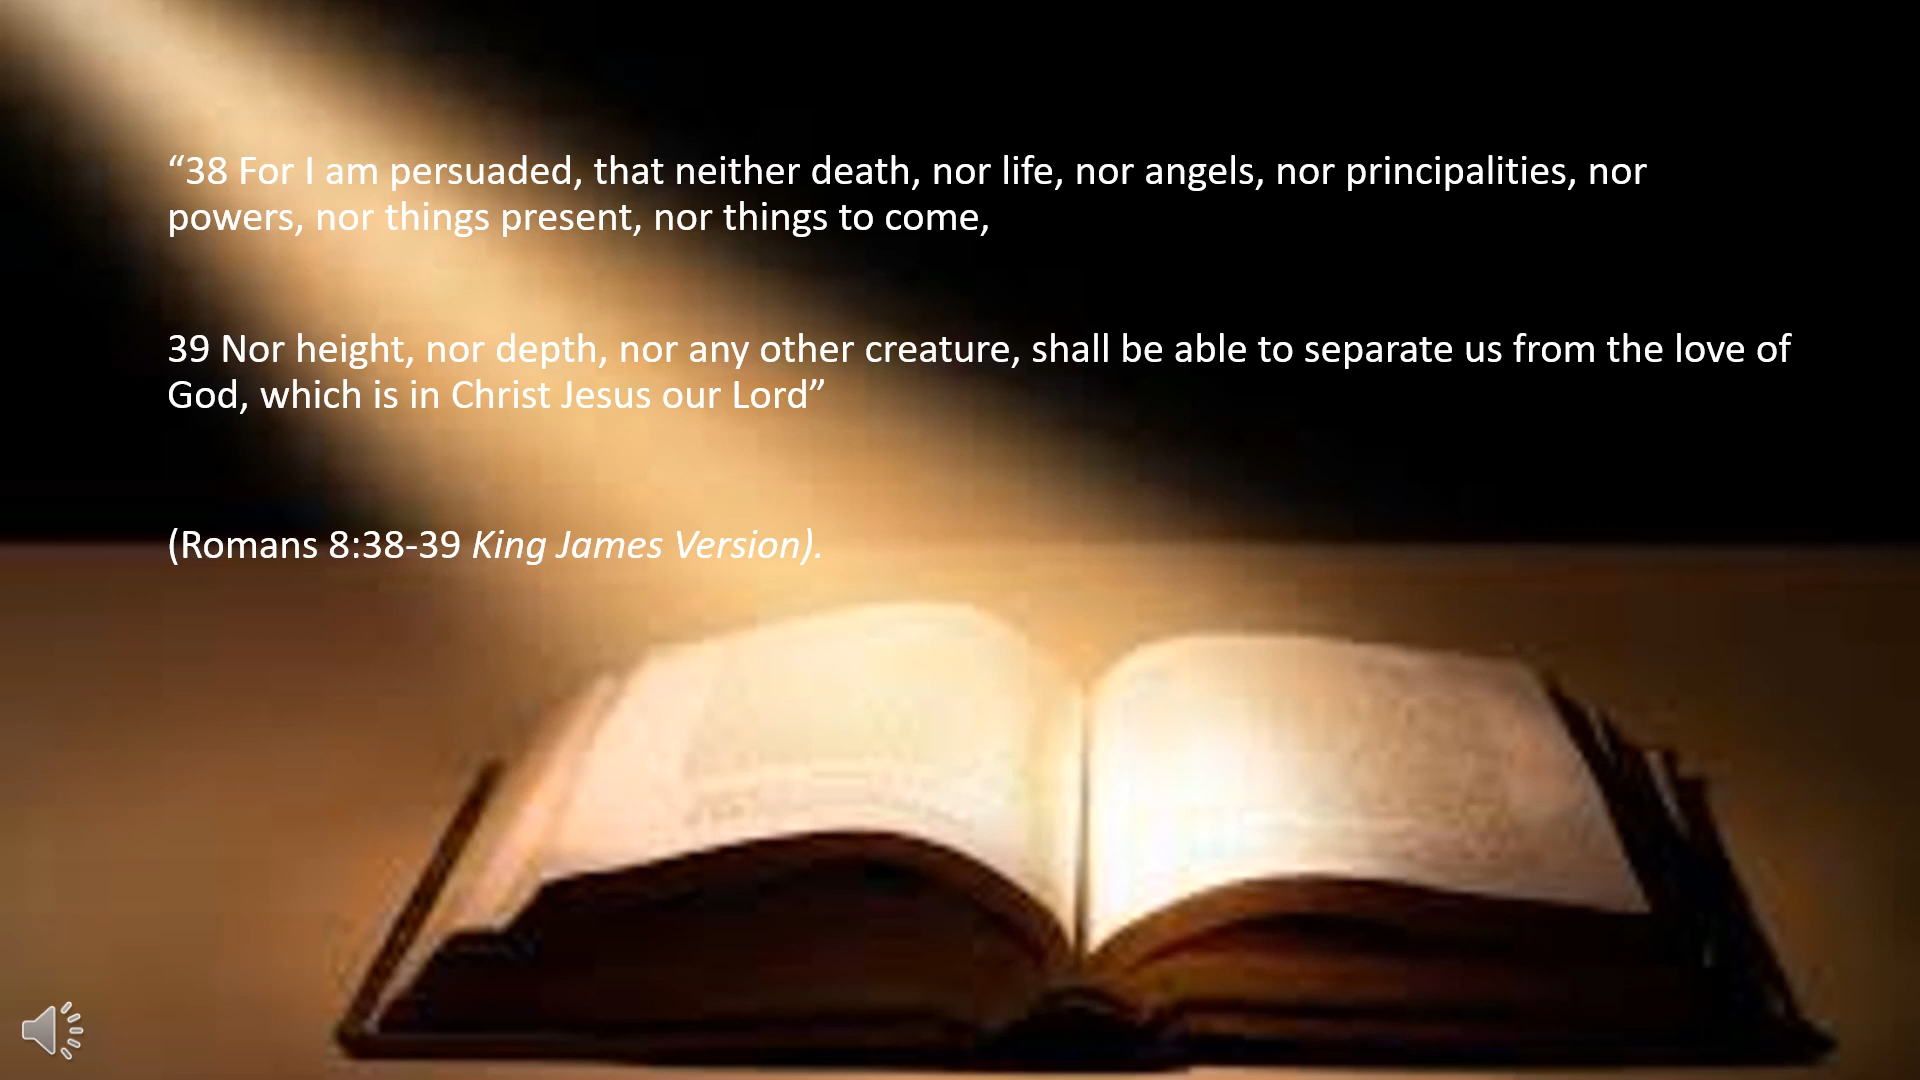 “38 For I am persuaded, that neither death, nor life, nor angels, nor principalities, nor
powers, nor things present, nor things to come,
39 Nor height, nor depth, nor any other creature, shall be able to separate us from the love of
God, which is in Christ Jesus our Lord”
(Romans 8:38-39 King James Version).